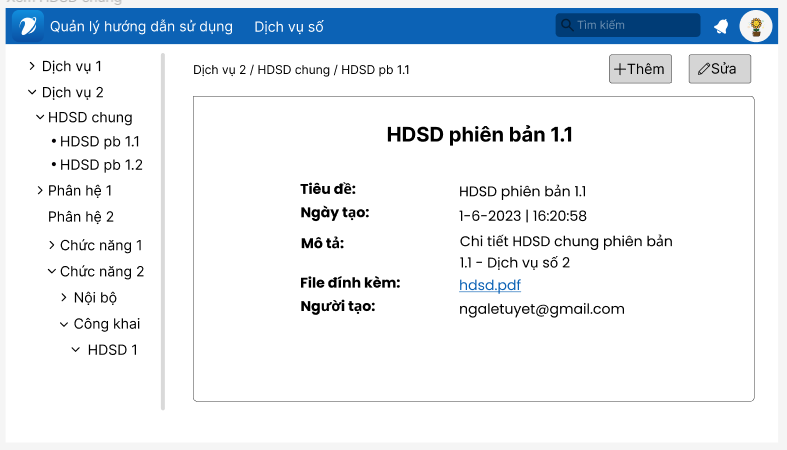 Xem HDSD chung
Quản lý hướng dẫn sử dụng Dịch vụ số Tìm kiếm
Dịch vụ 1
Dịch vụ 2
HDSD chung
• HDSD pb 1.1
• HDSD pb 1.2
Phân hệ 1
Phân hệ 2
Chức năng 1
Chức năng 2
Nội bộ
Công khai
HDSD 1
Dịch vụ 2 / HDSD chung / HDSD pb 1.1
+Thêm Sửa
HDSD phiên bản 1.1
Tiêu đề: HDSD phiên bản 1.1
Ngày tạo: 1-6-2023 | 16:20:58
Mô tả: Chi tiết HDSD chung phiên bản
1.1 - Dịch vụ số 2
File đính kèm: hdsd.pdf
Người tạo: ngaletuyet@gmail.com